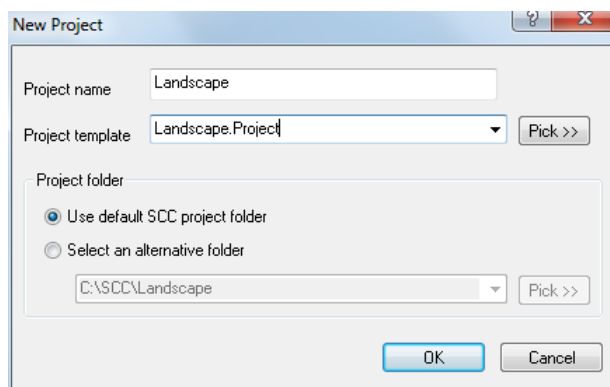 New Project
Project name Landscape
Project template Landscape.Project Pick >>
Project folder
Use default SCC project folder
Select an alternative folder
C:\SCC\Landscape Pick >>
OK Cancel